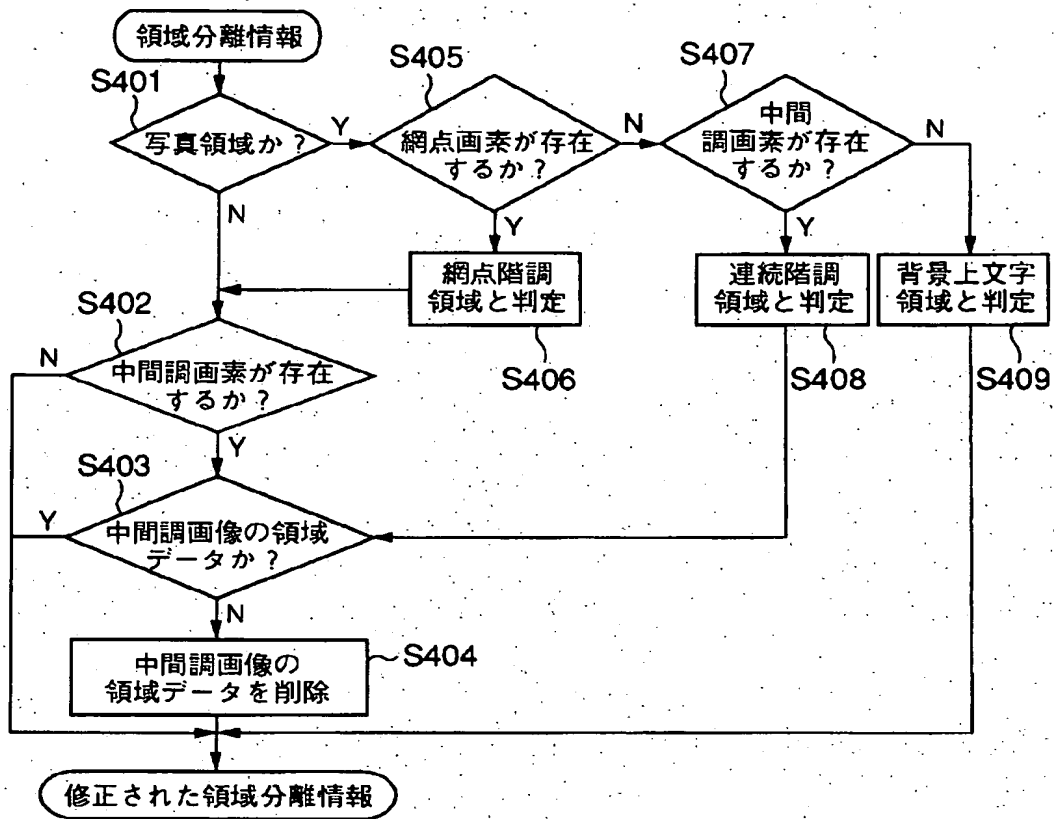 領域分離情報
S401
写真領域か?
Y
N
S405
網点画素が存在
するか?
N
Y
S407
中間
調画素が存在
するか?
N
Y
網点階調
領域と判定
S406
連続階調
領域と判定
S408
背景上文字
領域と判定
S409
S402
中間調画素が存在
するか?
N
Y
S403
中間調画像の領域
データか?
Y
N
中間調画像の
領域データを削除
S404
修正された領域分離情報